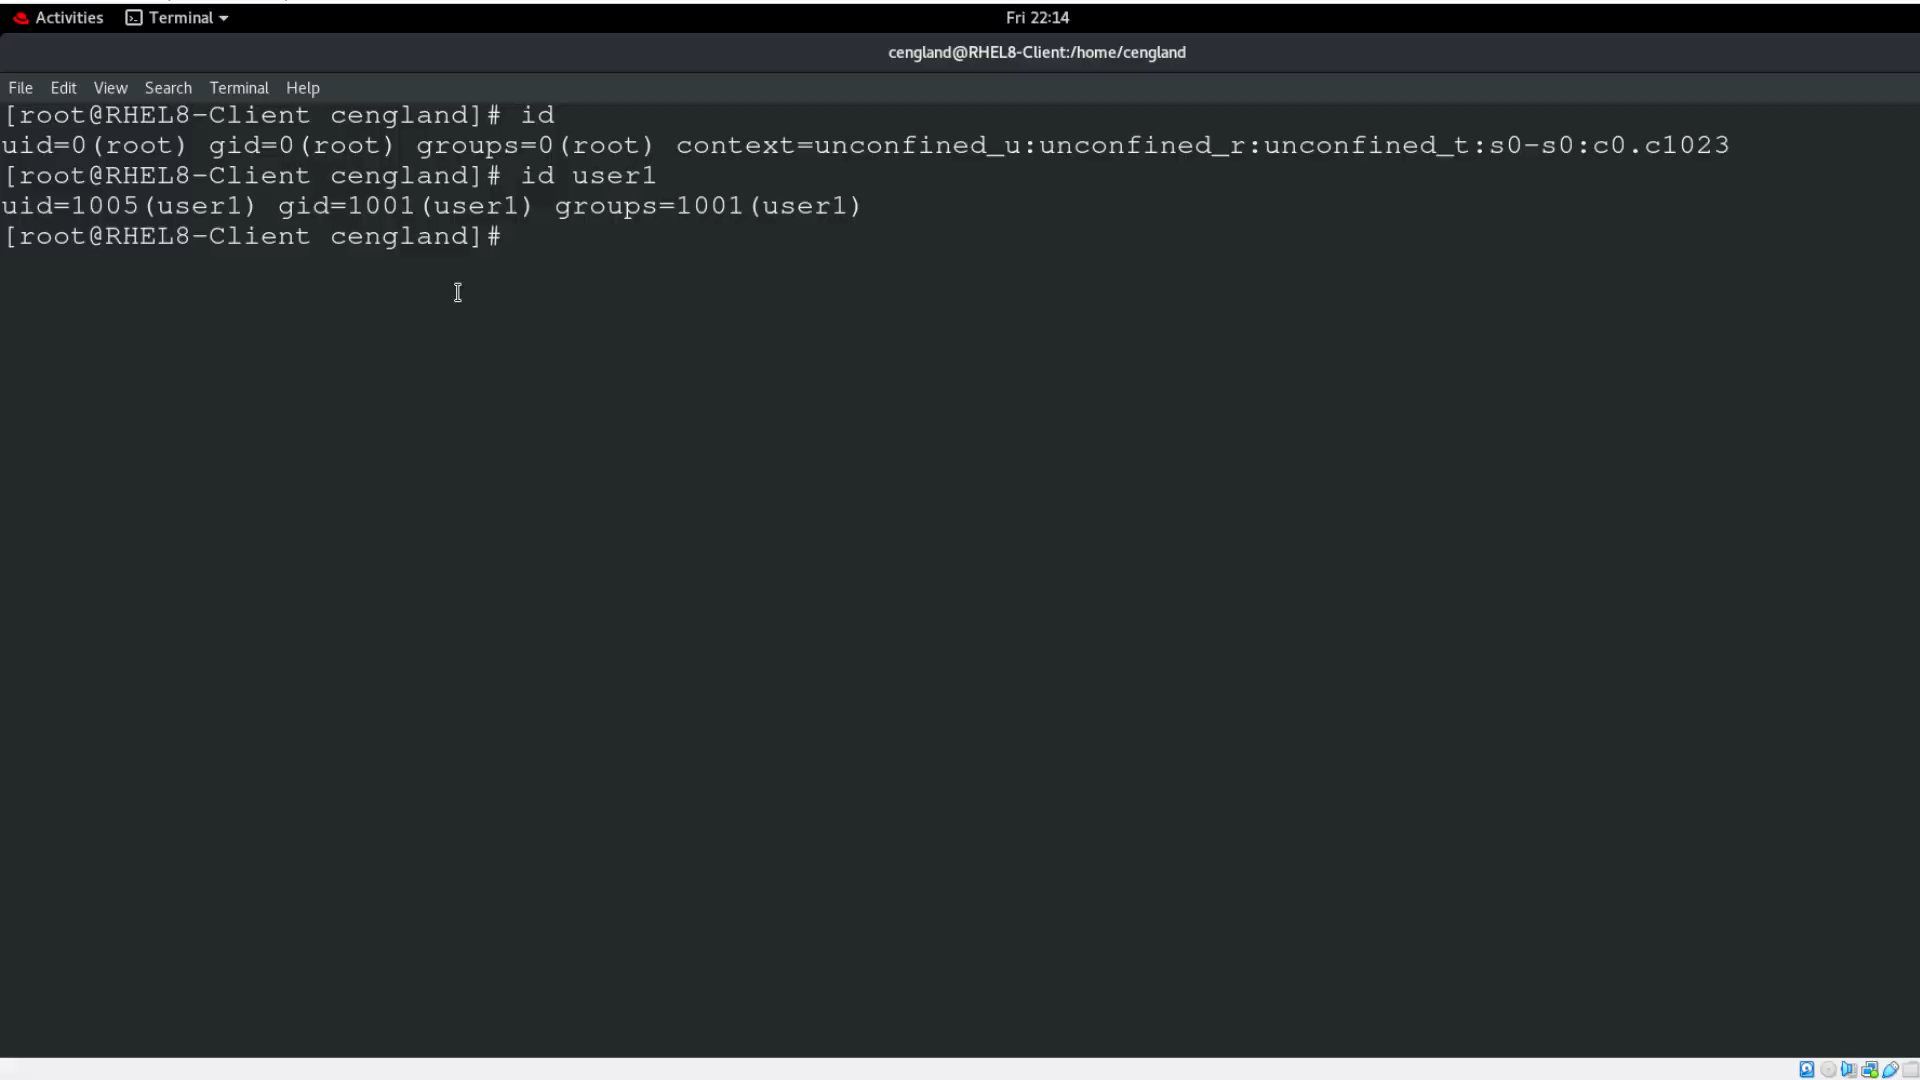 Activities Terminal Fri 22:14
cengland@RHEL8-Client:/home/cengland
File Edit View Search Terminal Help
[root@RHEL8-Client cengland]# id
uid=0(root) gid=0(root) groups=0(root) context=unconfined_u:unconfined_r:unconfined_t:s0-s0:c0.c1023
[root@RHEL8-Client cengland]# id user1
uid=1005(user1) gid=1001(user1) groups=1001(user1)
[root@RHEL8-Client cengland]#